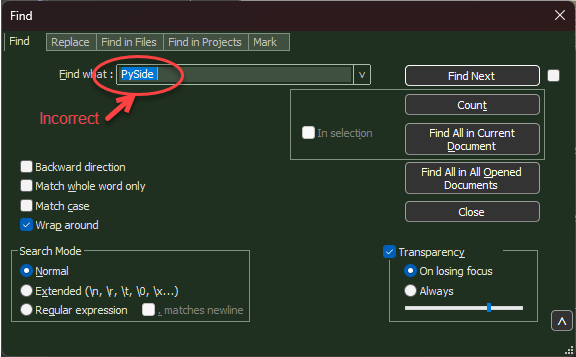 Find
Find Replace Find in Files Find in Projects Mark
Find what : PySide
Find Next
Incorrect
Count
In selection
Find All in Current
Document
Find All in All Opened
Documents
Close
Backward direction
Match whole word only
Match case
Wrap around
Search Mode
Normal
Extended (\n, \r, \t, \0, \x...)
Regular expression
. matches newline
Transparency
On losing focus
Always